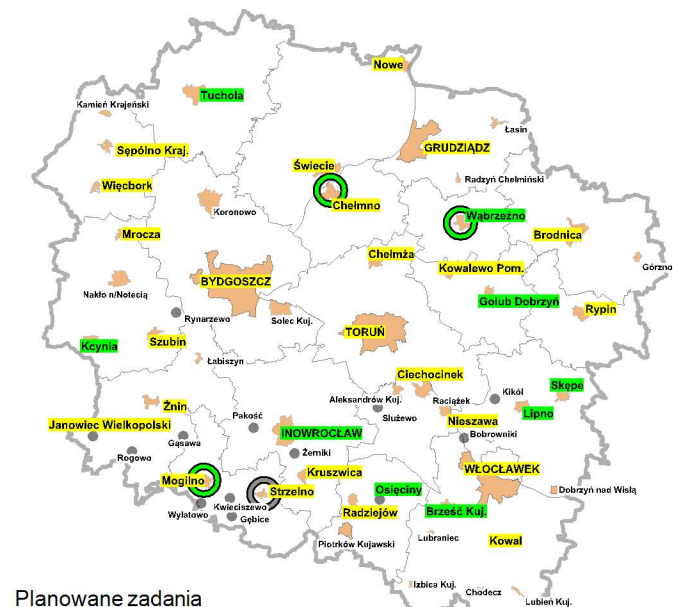 Nowe
Tuchola
Kamień Krajeński
Łasin
GRUDZIĄDZ
Sępólno Kraj.
Świecie
Radzyń Chełmiński
Więcbork
Chełmno
Koronowo
Wąbrzeźno
Mrocza
Brodnica
Chełmża
Górzno
Kowalewo Pom.
BYDGOSZCZ
Nakło n/Notecią
Golub Dobrzyń
Rypin
Rynarzewo
Solec Kuj.
TORUŃ
Szubin
Kcynia
Łabiszyn
Ciechocinek
Skępe
Kikół
Aleksandrów Kuj.
Raciążek
Żnin
Lipno
Służewo
Pakość
Nieszawa
Janowiec Wielkopolski
INOWROCŁAW
Bobrowniki
Gąsawa
Rogowo
Żerniki
WŁOCŁAWEK
Kruszwica
Mogilno
Osięciny
Strzelno
Dobrzyń nad Wisłą
Kwieciszewo
Wylatowo
Radziejów
Brześć Kuj.
Gębice
Lubraniec
Kowal
Piotrków Kujawski
Izbica Kuj.
Chodecz
Lubień Kuj.
Planowane zadania